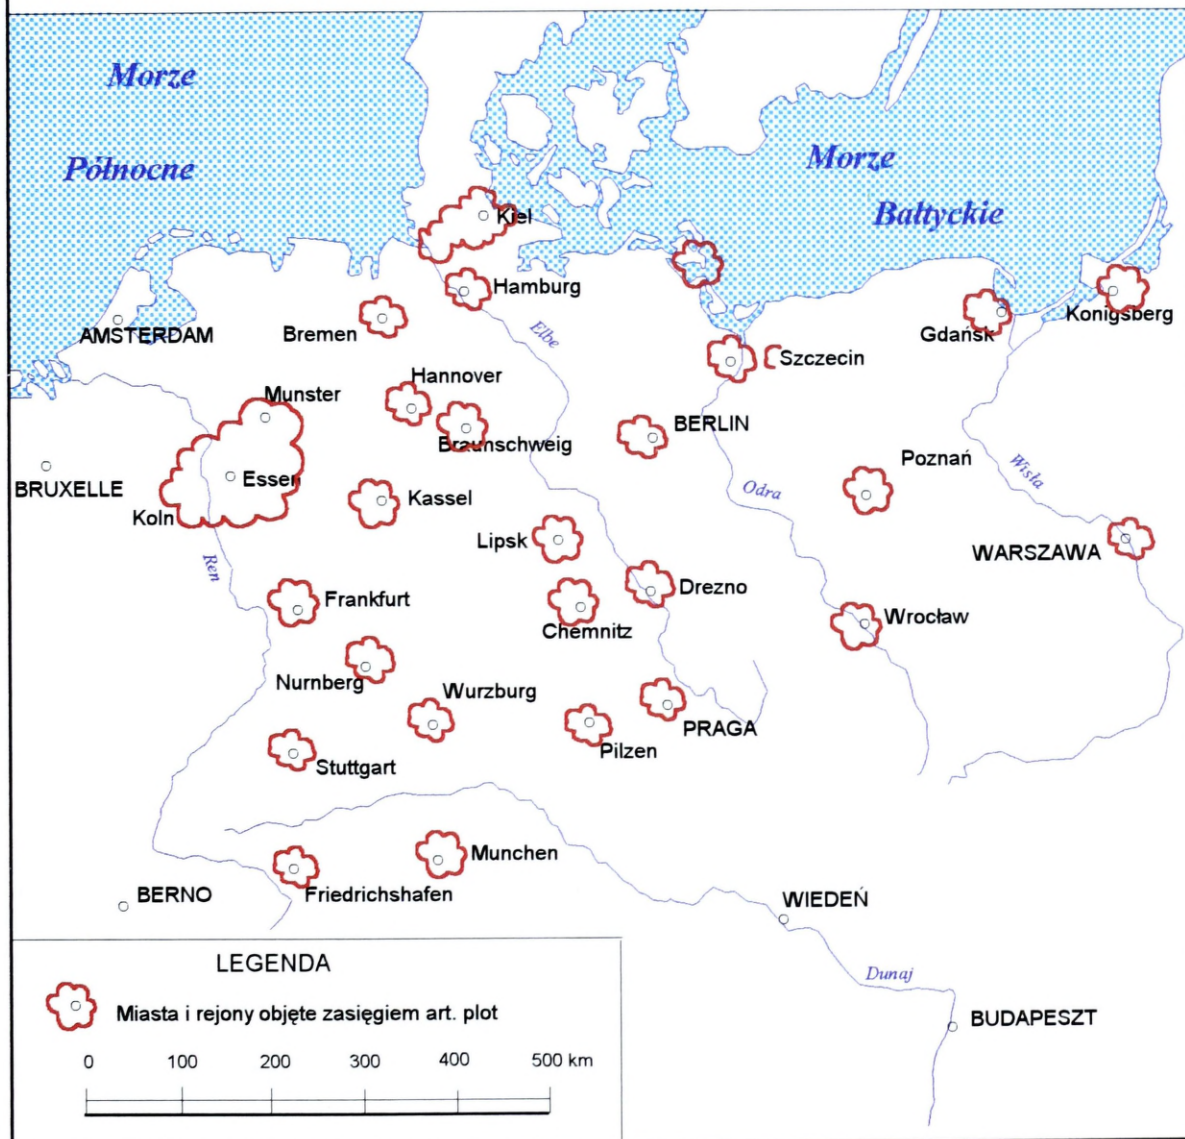 Morze
Północne
Morze
Bałtyckie
Kiel
Hamburg
Bremen
AMSTERDAM
Elbe
Gdańsk
Konigsberg
Szczecin
Hannover
Munster
Braunschweig
BERLIN
Poznań
BRUXELLE
Essen
Koln
Kassel
Odra
Wisła
Lipsk
WARSZAWA
Ren
Frankfurt
Drezno
Chemnitz
Wrocław
Nurnberg
Wurzburg
PRAGA
Pilzen
Stuttgart
Munchen
Friedrichshafen
BERNO
WIEDEŃ
Dunaj
BUDAPESZT
LEGENDA
Miasta i rejony objęte zasięgiem art. plot
0 100 200 300 400 500 km